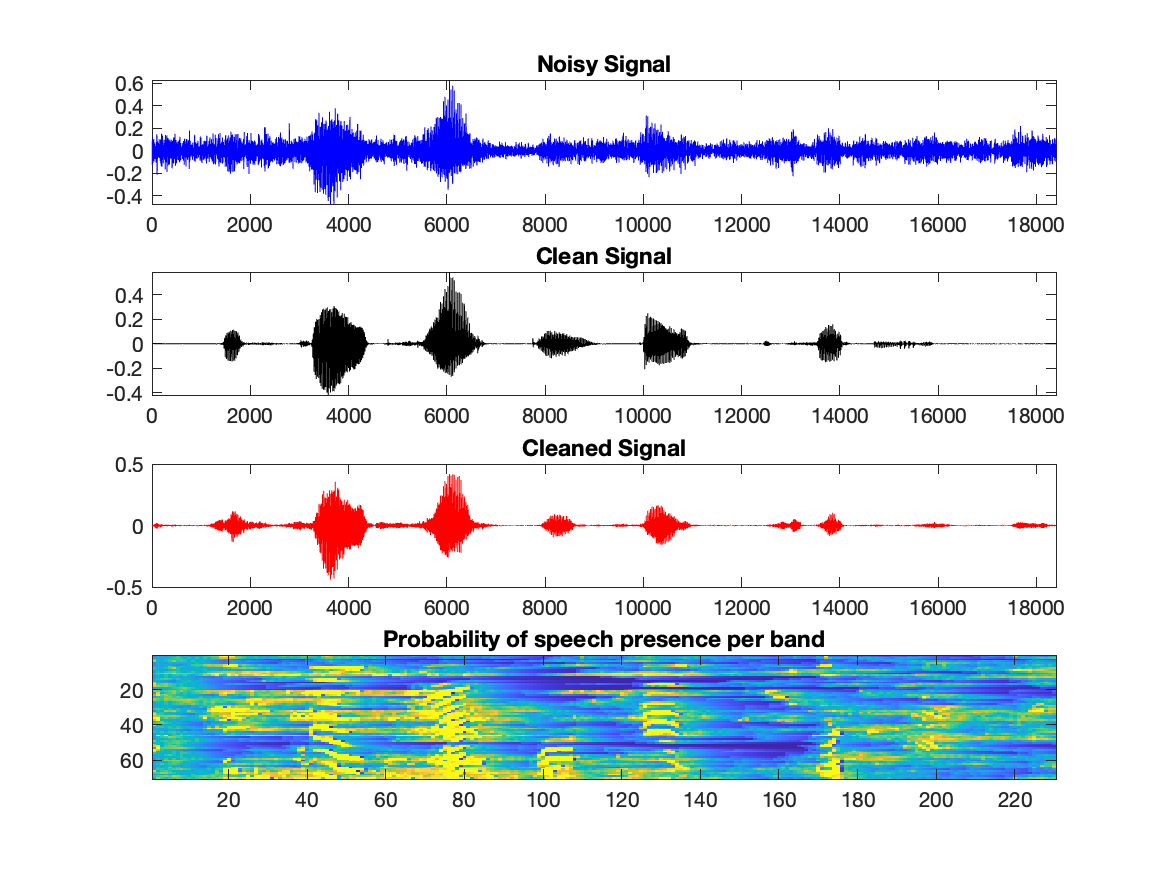 Noisy Signal
0.6
0.4
0.2
0
-0.2
-0.4
0 2000 4000 6000 8000 10000 12000 14000 16000 18000
Clean Signal
0.4
0.2
0
-0.2
-0.4
0 2000 4000 6000 8000 10000 12000 14000 16000 18000
Cleaned Signal
0.5
0
-0.5
0 2000 4000 6000 8000 10000 12000 14000 16000 18000
Probability of speech presence per band
20
40
60
20 40 60 80 100 120 140 160 180 200 220